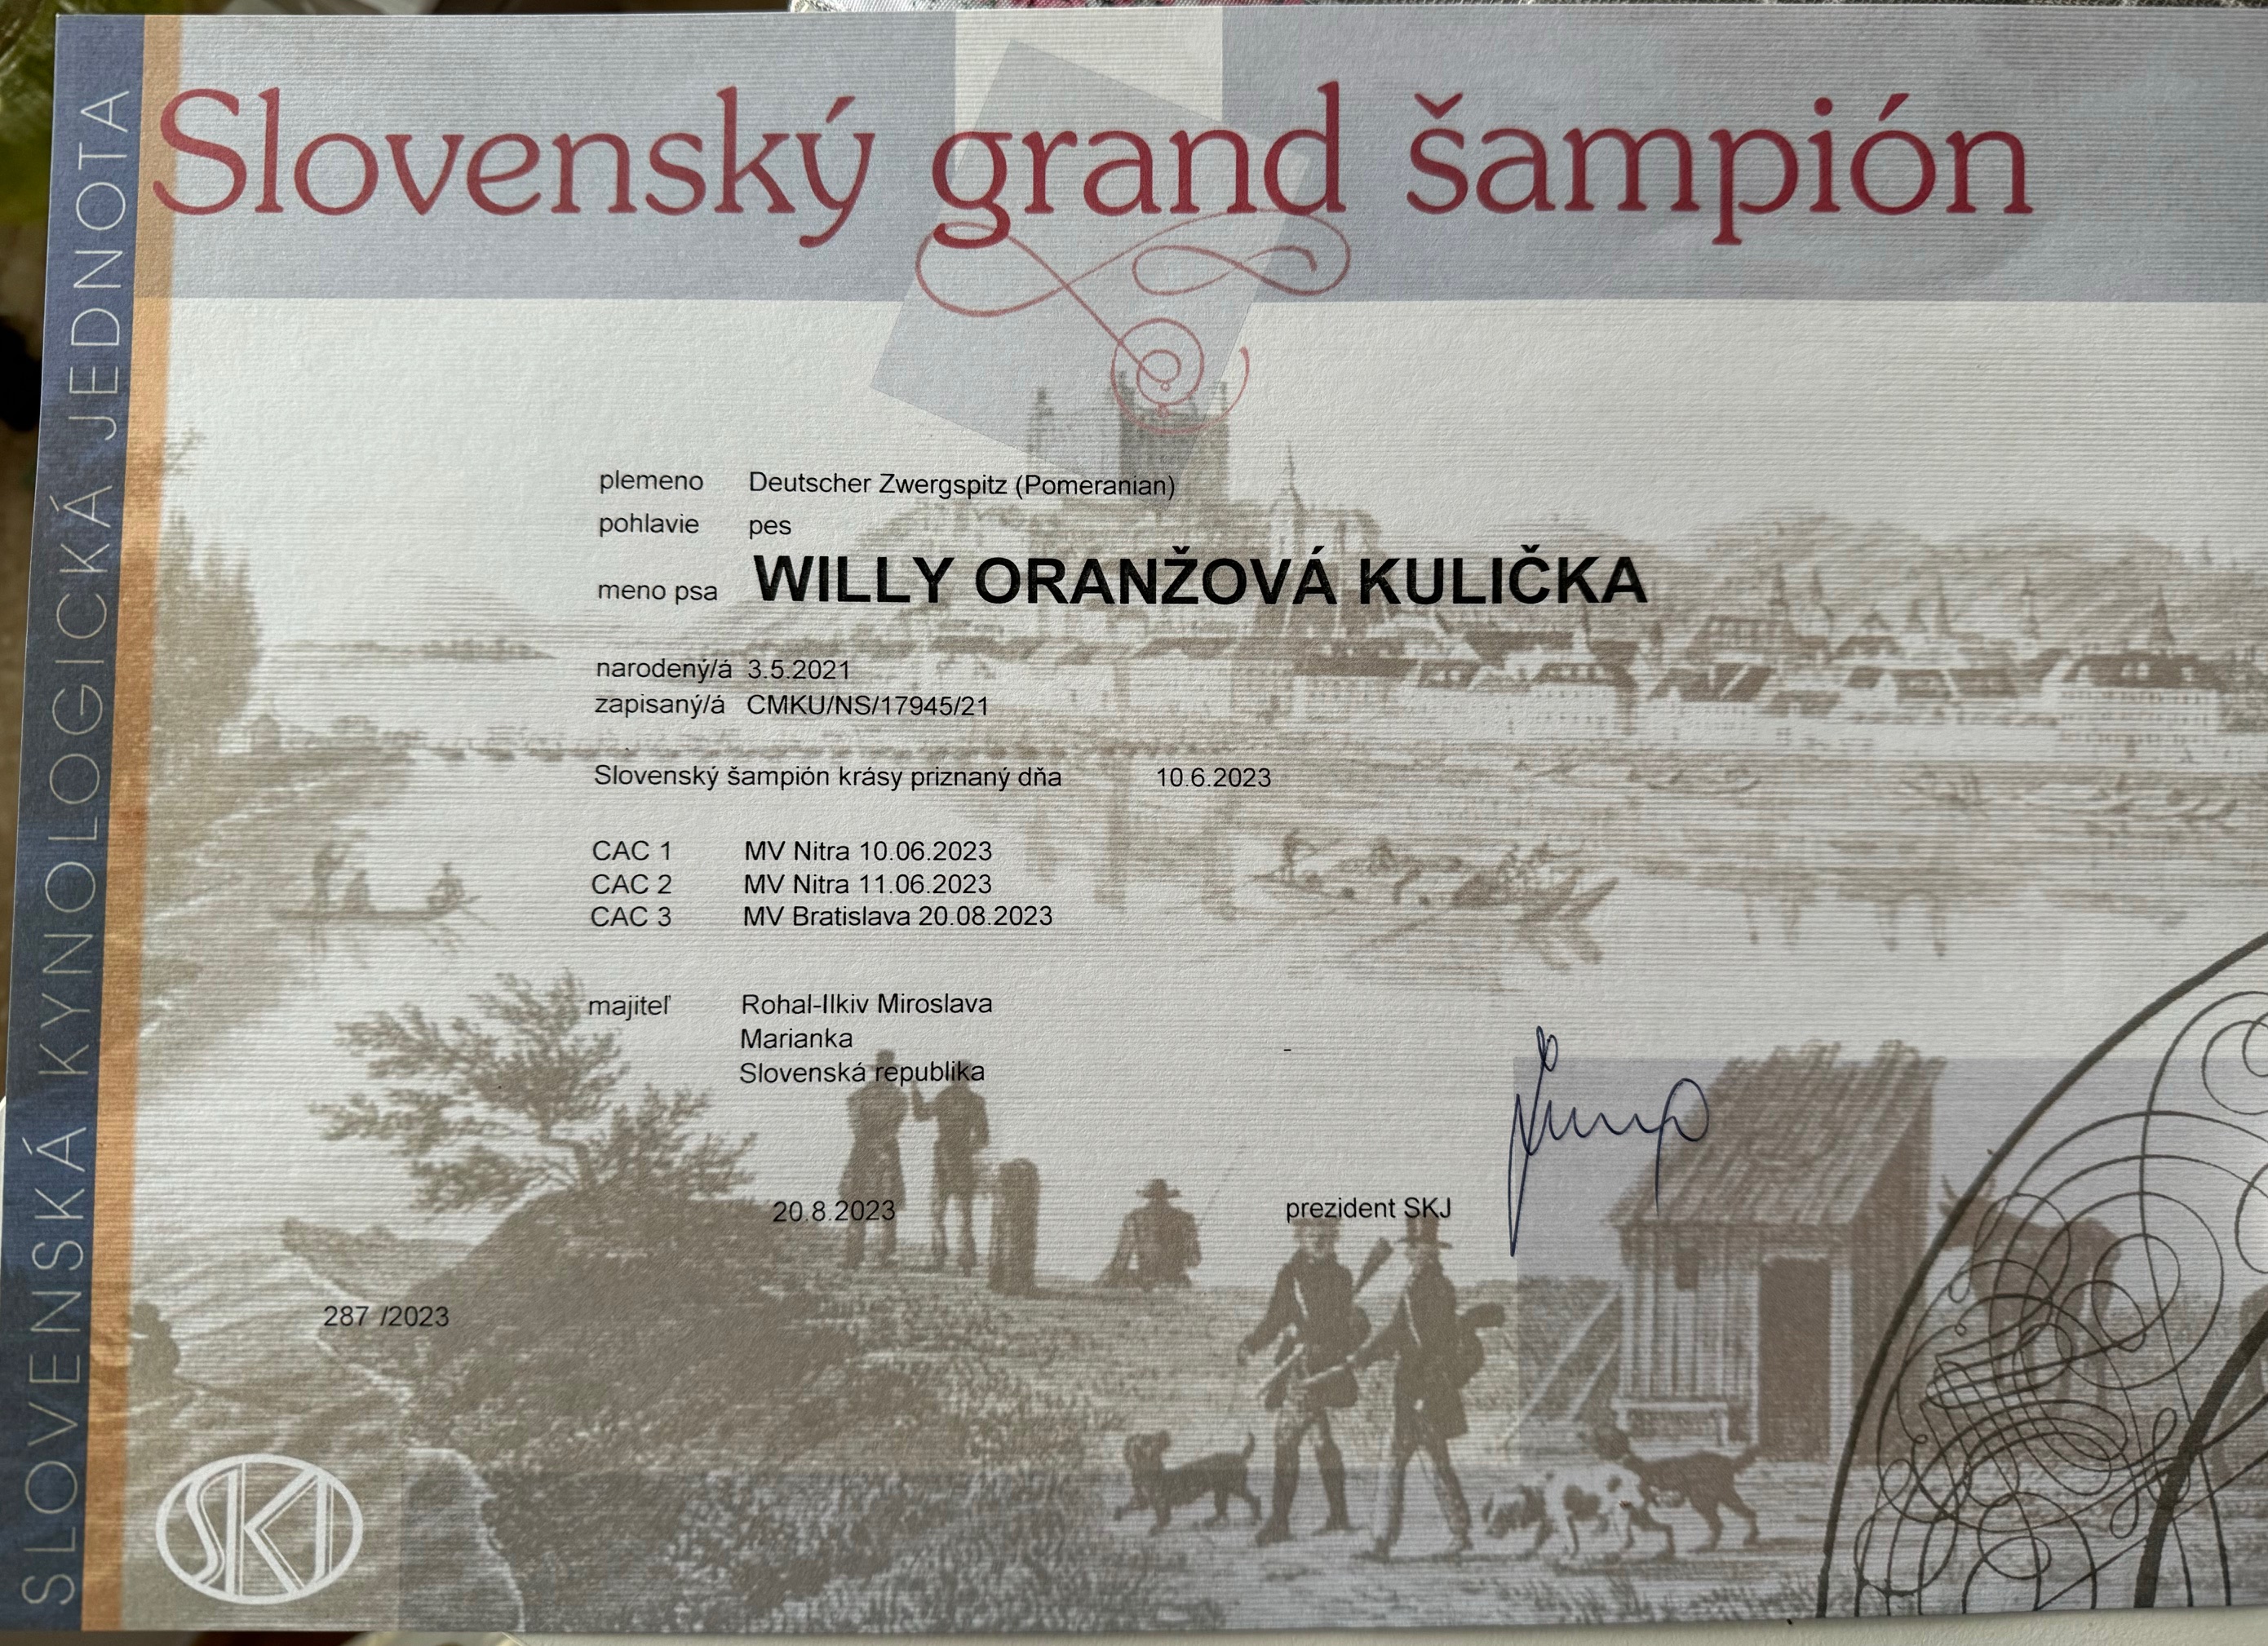 SLOVENSKÁ KYNOLOGICKÁ JEDNOTA
Slovenský grand šampión
plemeno Deutscher Zwergspitz (Pomeranian)
pohlavie pes
meno psa WILLY ORANŽOVÁ KULIČKA
narodený/á 3.5.2021
zapisaný/á CMKU/NS/17945/21
Slovenský šampión krásy priznaný dňa 10.6.2023
CAC 1 MV Nitra 10.06.2023
CAC 2 MV Nitra 11.06.2023
CAC 3 MV Bratislava 20.08.2023
majiteľ Rohal-Ilkiv Miroslava
Marianka
Slovenská republika
20.8.2023 prezident SKJ
287 /2023
SKJ